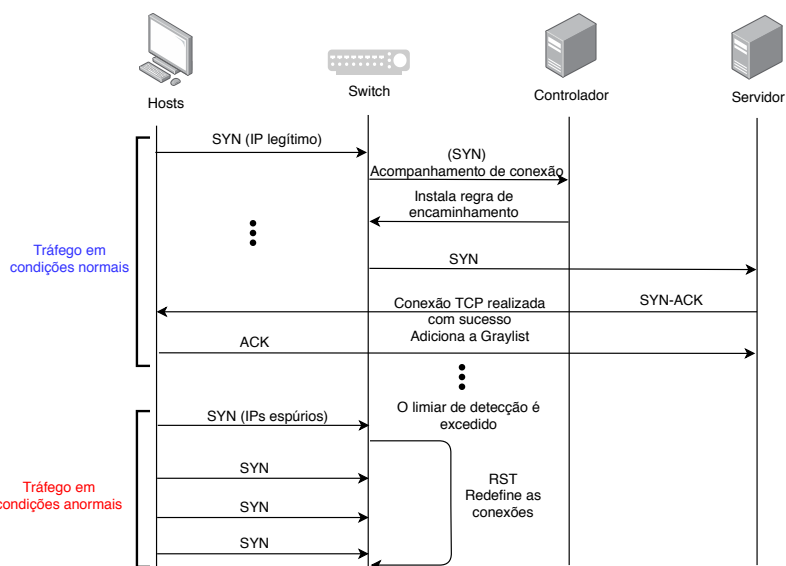 Hosts
Switch
Controlador
Servidor
SYN (IP legítimo)
(SYN)
Acompanhamento de conexão
Instala regra de
encaminhamento
Tráfego em
condições normais
SYN
Conexão TCP realizada
com sucesso
Adiciona a Graylist
SYN-ACK
ACK
O limiar de detecção é
excedido
SYN (IPs espúrios)
Tráfego em
condições anormais
SYN
RST
Redefine as
conexões
SYN
SYN